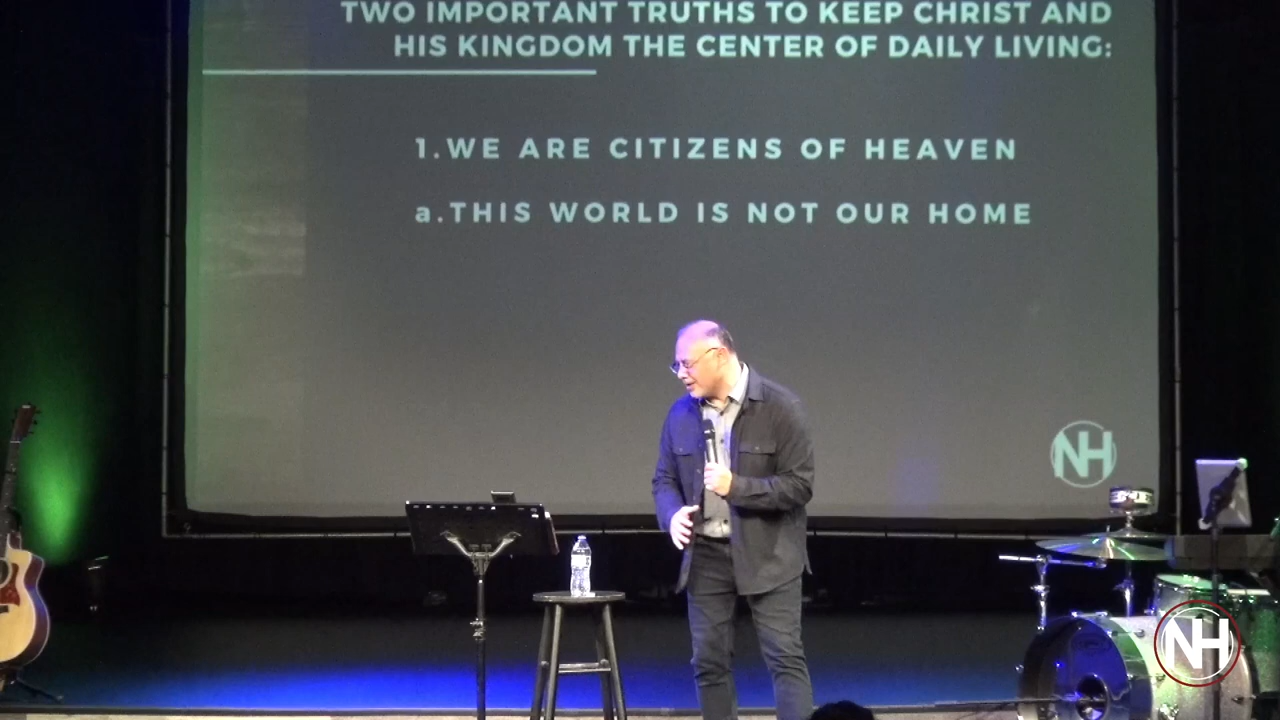 TWO IMPORTANT TRUTHS TO KEEP CHRIST AND
HIS KINGDOM THE CENTER OF DAILY LIVING:
1.WE ARE CITIZENS OF HEAVEN
a.THIS WORLD IS NOT OUR HOME
NH
NH